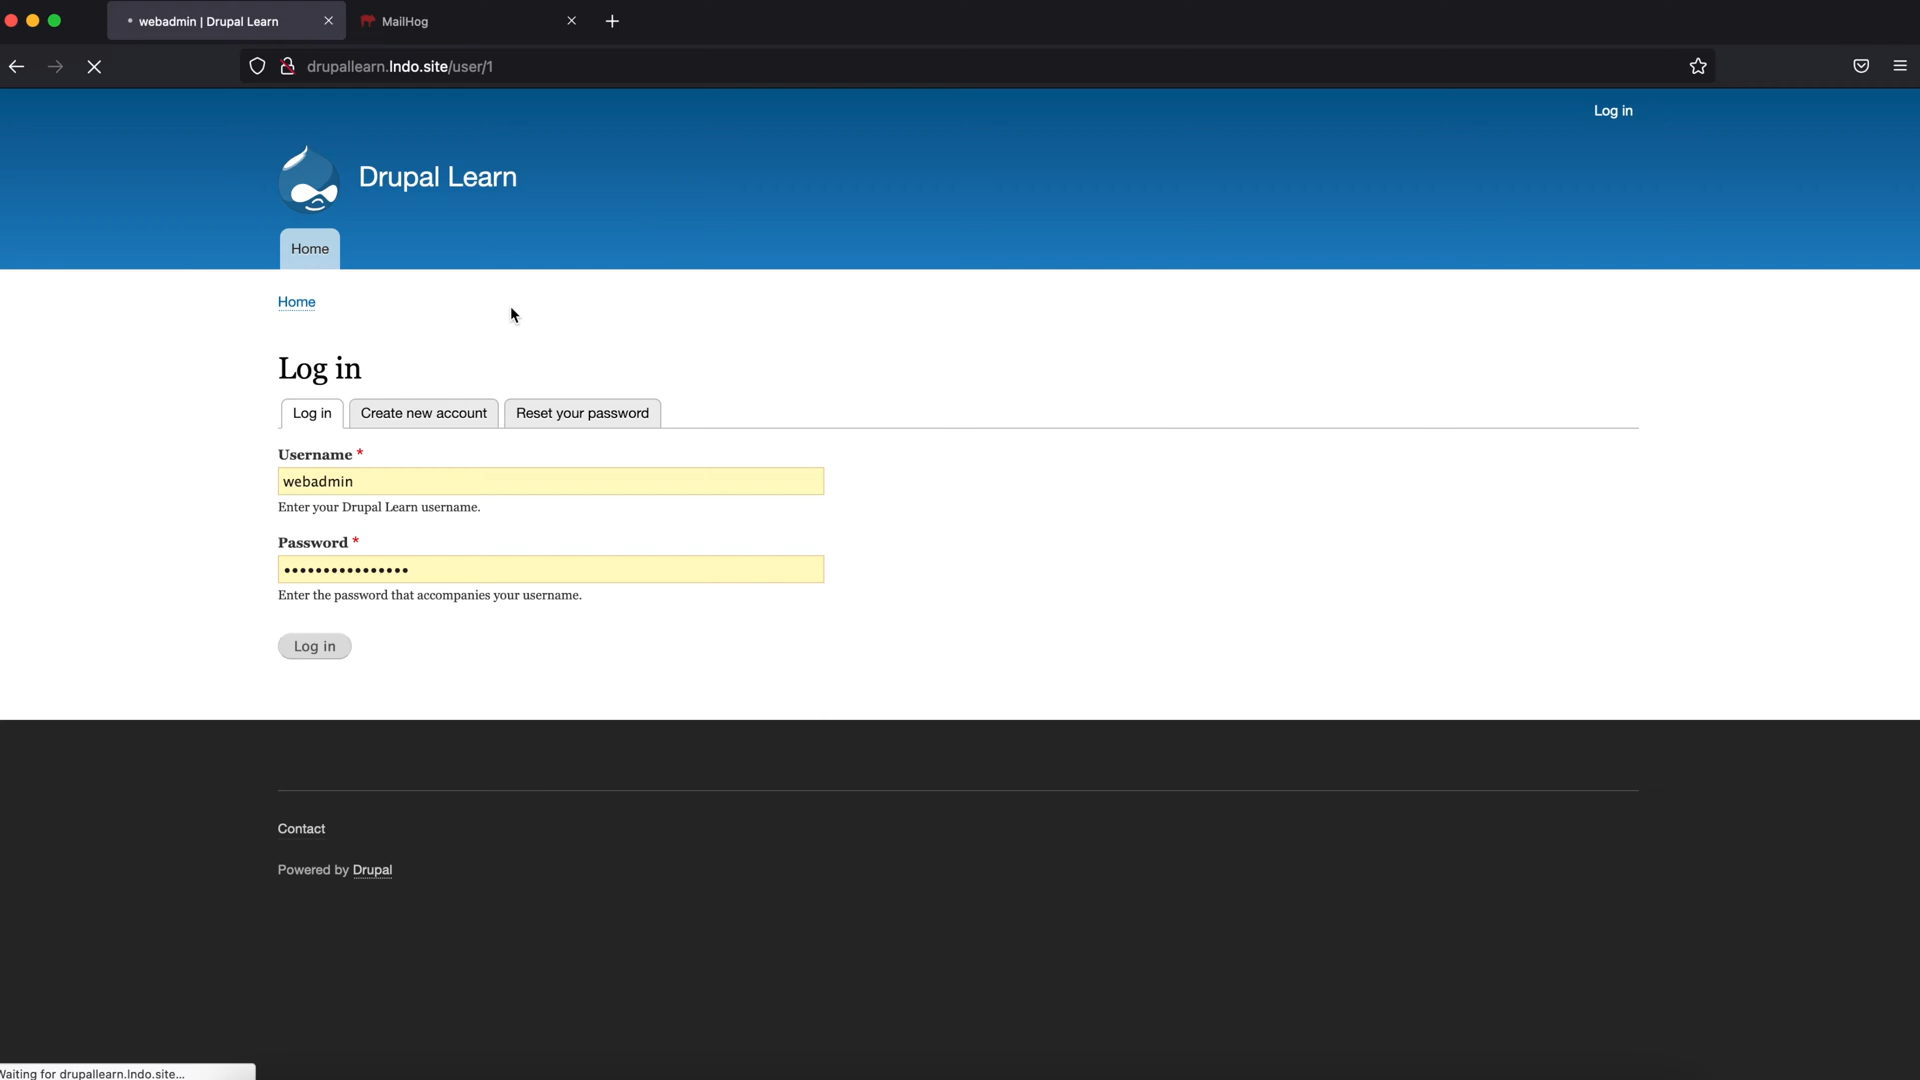 webadmin | Drupal Learn
MailHog
drupallearn.lndo.site/user/1
Log in
Drupal Learn
Home
Home
Log in
Log in
Create new account
Reset your password
Username *
webadmin
Enter your Drupal Learn username.
Password *
••••••••••••••••
Enter the password that accompanies your username.
Log in
Contact
Powered by Drupal
Waiting for drupallearn.lndo.site...